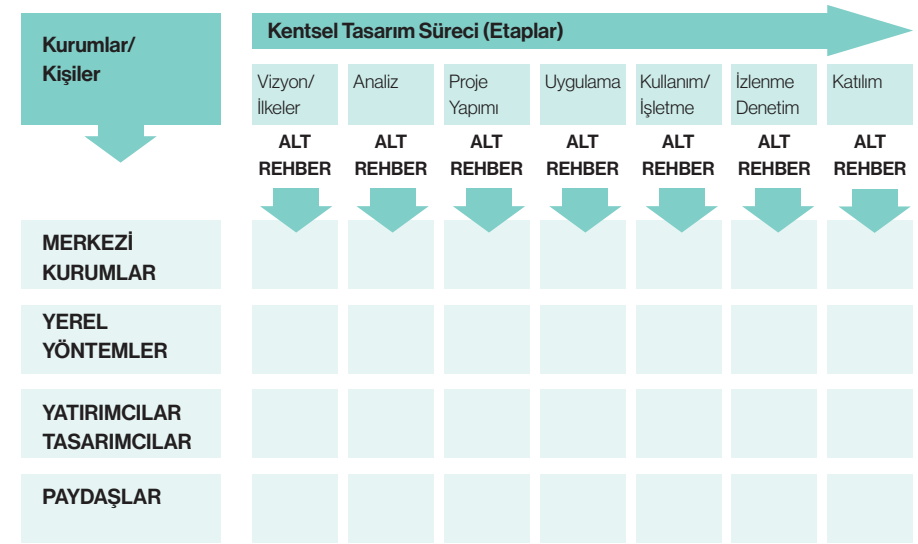 Kurumlar/
Kişiler
Kentsel Tasarım Süreci (Etaplar)
Vizyon/
İlkeler
Analiz
Proje
Yapımı
Uygulama
Kullanım/
İşletme
İzlenme
Denetim
Katılım
ALT
REHBER
ALT
REHBER
ALT
REHBER
ALT
REHBER
ALT
REHBER
ALT
REHBER
ALT
REHBER
MERKEZİ
KURUMLAR
YEREL
YÖNTEMLER
YATIRIMCILAR
TASARIMCILAR
PAYDAŞLAR